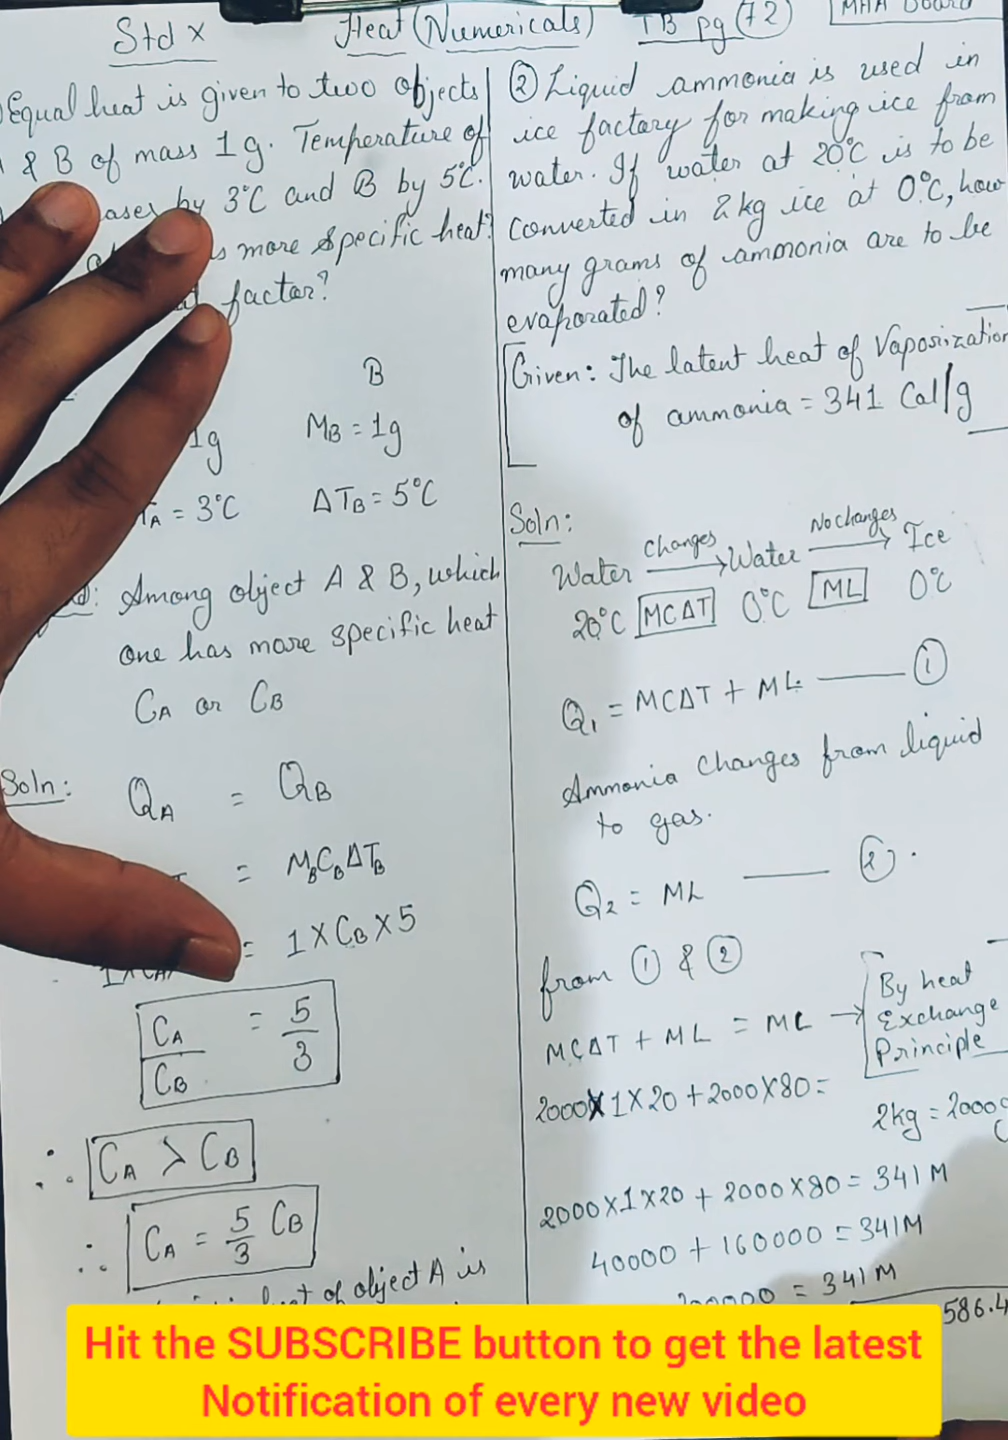 Std X Heat (Numericals) TB pg (72) MHA Board
Equal heat is given to two objects
& B of mass 1g. Temperature of
by 3°C and B by 5°C.
more specific heat?
factor?
B
1g MB = 1g
TA = 3°C ΔTB = 5°C
Among object A & B, which
one has more specific heat
CA or CB
Soln: QA = QB
= MBCBΔTB
= 1 X CB X 5
CA/CB = 5/3
∴ CA > CB
∴ CA = 5/3 CB
of object A is
② Liquid ammonia is used in
ice factory for making ice from
water. If water at 20°C is to be
converted in 2 kg ice at 0°C, how
many grams of ammonia are to be
evaporated?
Given: The latent heat of Vaporization
of ammonia = 341 Cal/g
Soln:
Water Changes → Water No changes → Ice
20°C MCΔT 0°C ML 0°C
Q1 = MCΔT + ML ①
Ammonia Changes from liquid
to gas.
Q2 = ML ②.
from ① & ②
MCΔT + ML = ML →
By heat
Exchange
Principle
2000 X 1 X 20 + 2000 X 80 =
2kg = 2000g
2000 X 1 X 20 + 2000 X 80 = 341 M
40000 + 160000 = 341M
= 341 M
586.4
Hit the SUBSCRIBE button to get the latest
Notification of every new video